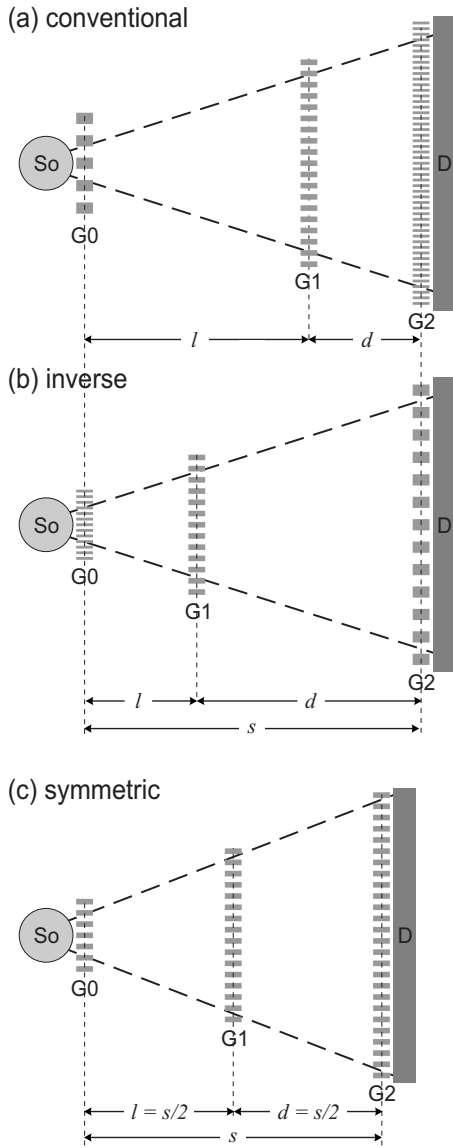 (a) conventional
So
D
G0
G1
G2
l
d
(b) inverse
So
D
G0
G1
G2
l
d
s
(c) symmetric
So
D
G0
G1
G2
l = s/2
d = s/2
s